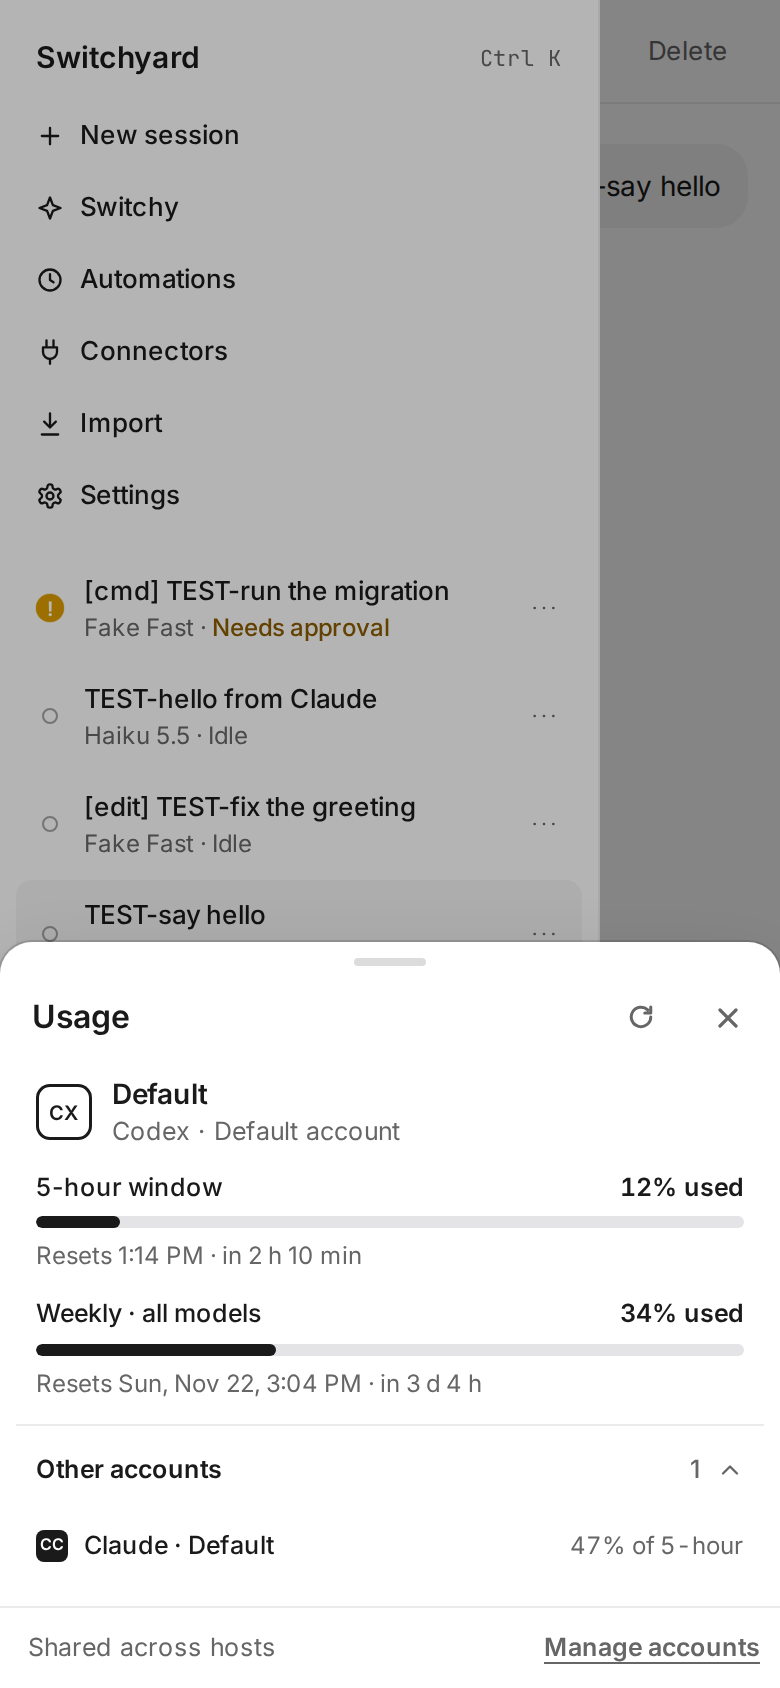 Switchyard
Ctrl K
Delete
New session
-say hello
Switchy
Automations
Connectors
Import
Settings
[cmd] TEST-run the migration
Fake Fast · Needs approval
TEST-hello from Claude
Haiku 5.5 · Idle
[edit] TEST-fix the greeting
Fake Fast · Idle
TEST-say hello
Usage
CX
Default
Codex · Default account
5-hour window
12% used
Resets 1:14 PM · in 2 h 10 min
Weekly · all models
34% used
Resets Sun, Nov 22, 3:04 PM · in 3 d 4 h
Other accounts
1
CC
Claude · Default
47% of 5-hour
Shared across hosts
Manage accounts